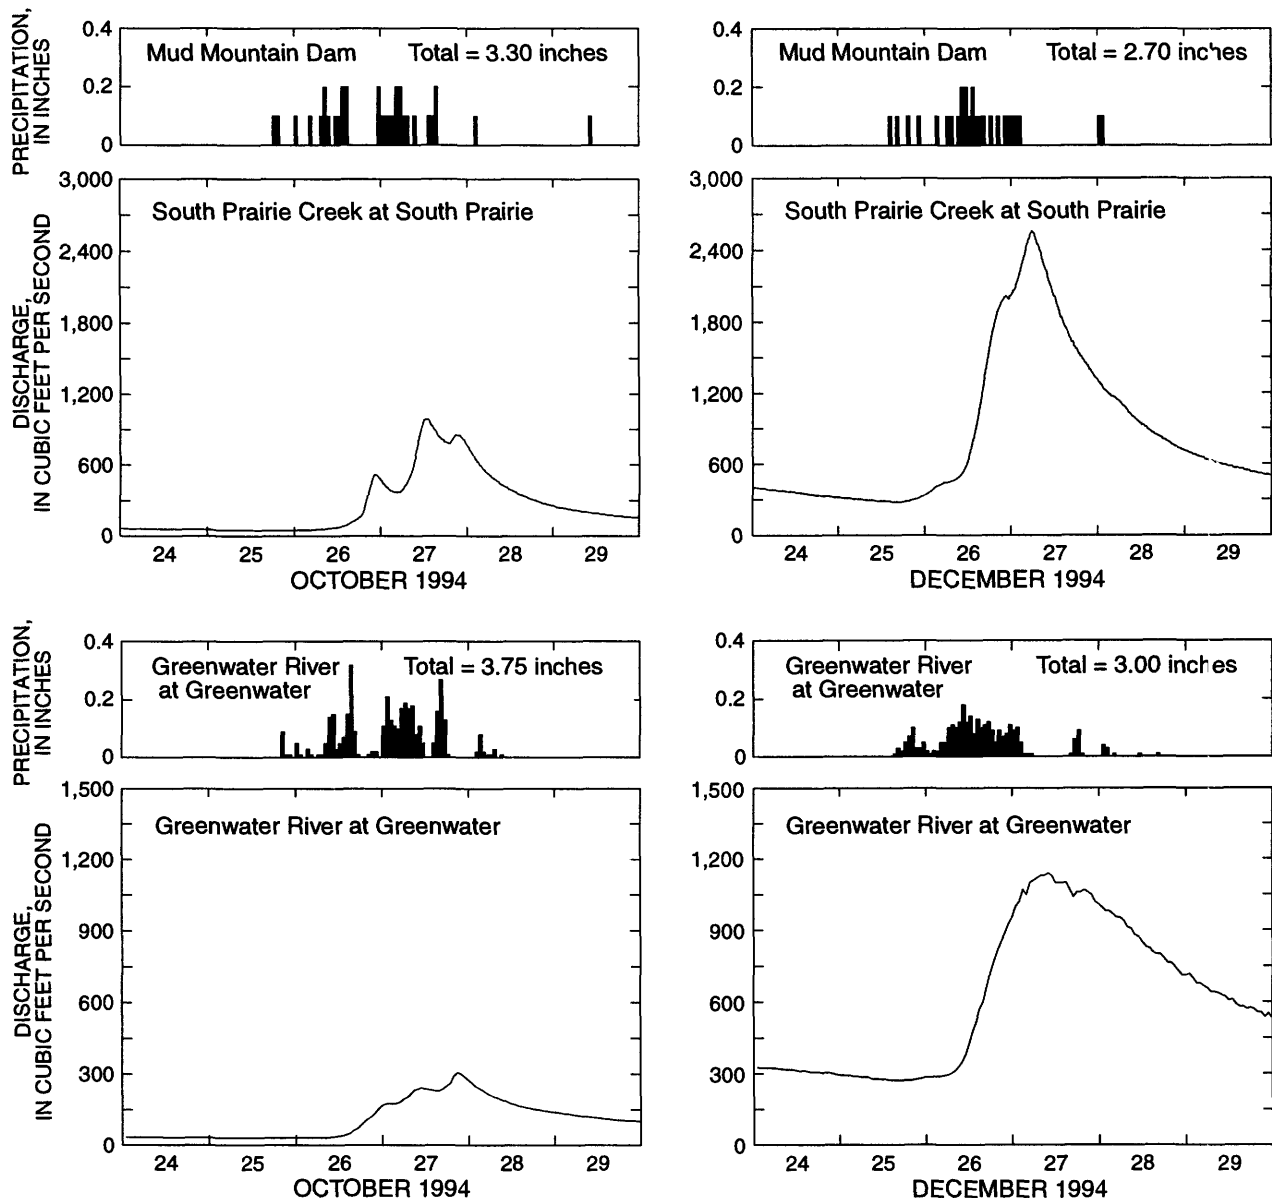 PRECIPITATION,
IN INCHES
0.4
0.2
0
Mud Mountain Dam Total = 3.30 inches
DISCHARGE,
IN CUBIC FEET PER SECOND
3,000
2,400
1,800
1,200
600
0
South Prairie Creek at South Prairie
24 25 26 27 28 29
OCTOBER 1994
0.4
0.2
0
Mud Mountain Dam Total = 2.70 inches
3,000
2,400
1,800
1,200
600
0
South Prairie Creek at South Prairie
24 25 26 27 28 29
DECEMBER 1994
PRECIPITATION,
IN INCHES
0.4
0.2
0
Greenwater River Total = 3.75 inches
at Greenwater
DISCHARGE,
IN CUBIC FEET PER SECOND
1,500
1,200
900
600
300
0
Greenwater River at Greenwater
24 25 26 27 28 29
OCTOBER 1994
0.4
0.2
0
Greenwater River Total = 3.00 inches
at Greenwater
1,500
1,200
900
600
300
0
Greenwater River at Greenwater
24 25 26 27 28 29
DECEMBER 1994